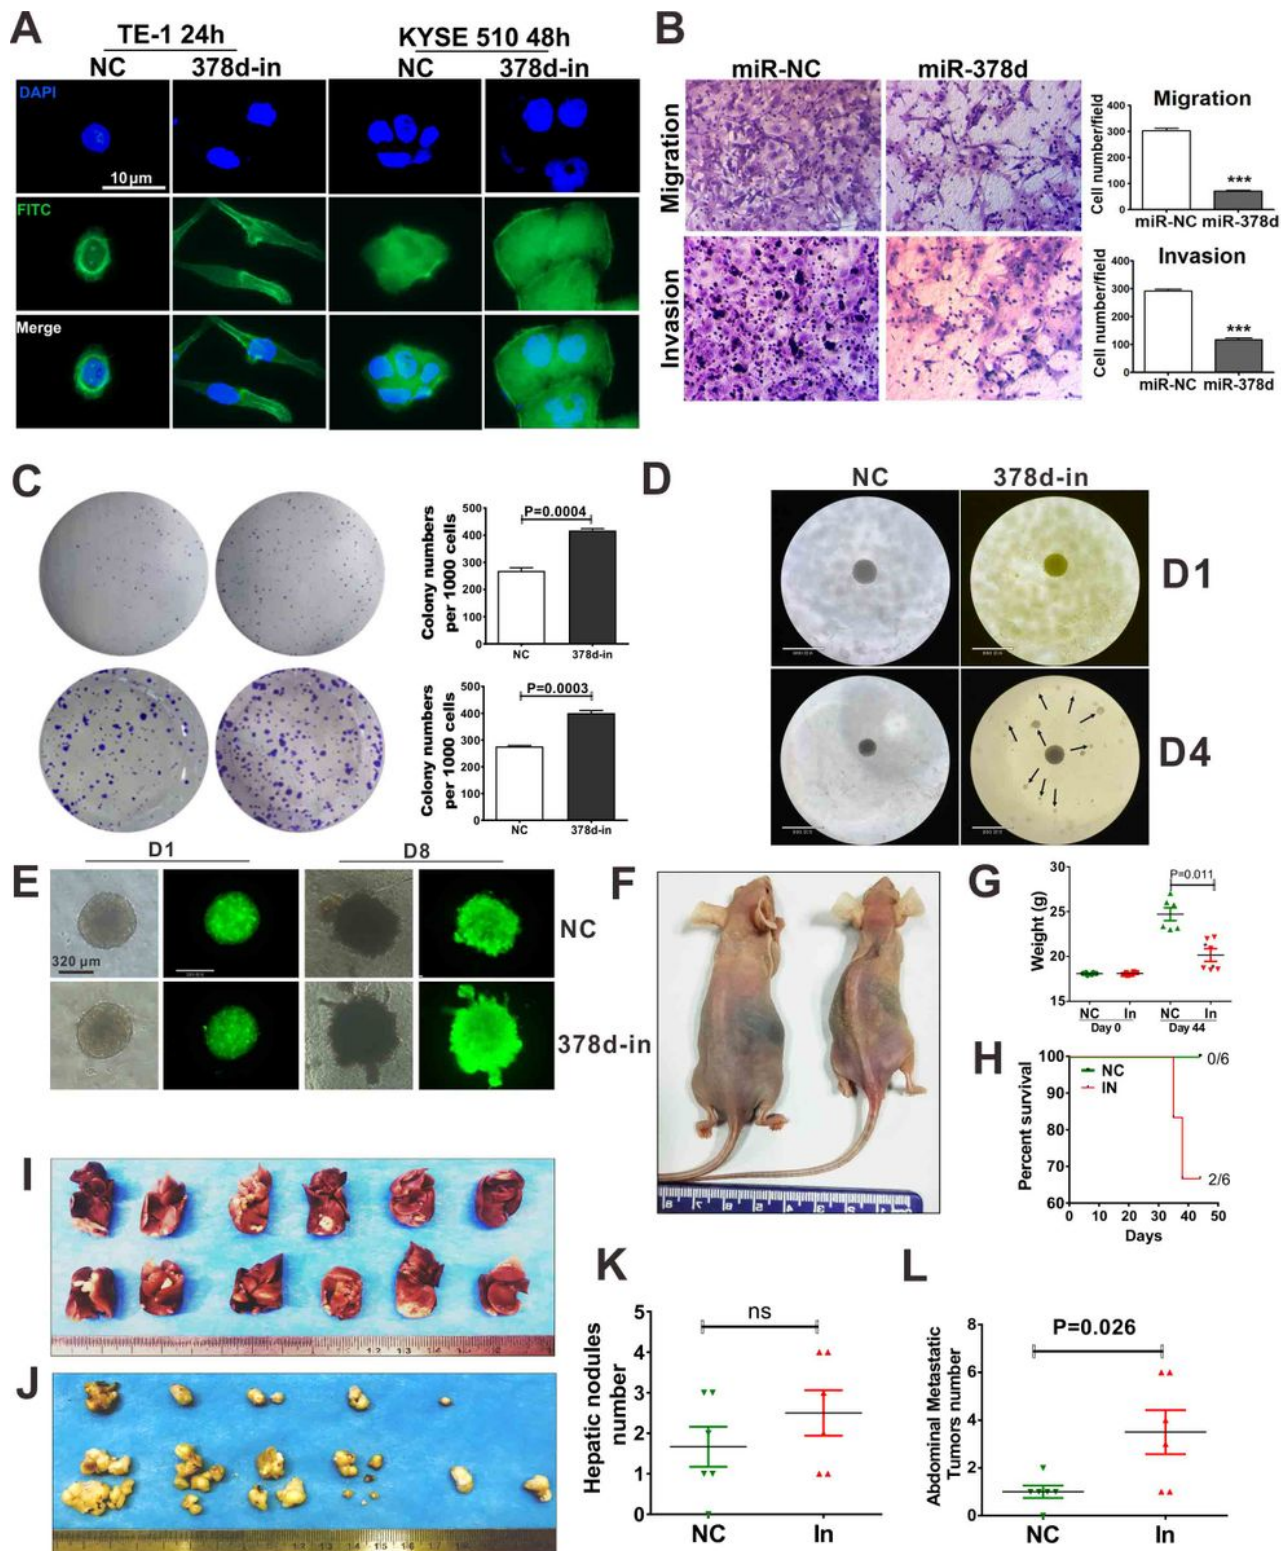 A
TE-1 24h
KYSE 510 48h
NC
378d-in
NC
378d-in
DAPI
10μm
FITC
Merge
B
miR-NC
miR-378d
Migration
Invasion
Migration
Cell number/field
400
300
200
100
0
***
miR-NC miR-378d
Invasion
Cell number/field
400
300
200
100
0
***
miR-NC miR-378d
C
Colony numbers
per 1000 cells
500
400
300
200
100
0
P=0.0004
NC
378d-in
Colony numbers
per 1000 cells
500
400
300
200
100
0
P=0.0003
NC
378d-in
D
NC
378d-in
D1
D4
E
D1
D8
NC
320 μm
378d-in
F
G
Weight (g)
30
25
20
15
P=0.011
NC In NC In
Day 0 Day 44
H
Percent survival
100
90
80
70
60
NC
IN
0/6
2/6
0 10 20 30 40 50
Days
I
J
K
Hepatic nodules
number
5
4
3
2
1
0
ns
NC In
L
Abdominal Metastatic
Tumors number
8
6
4
2
0
P=0.026
NC In